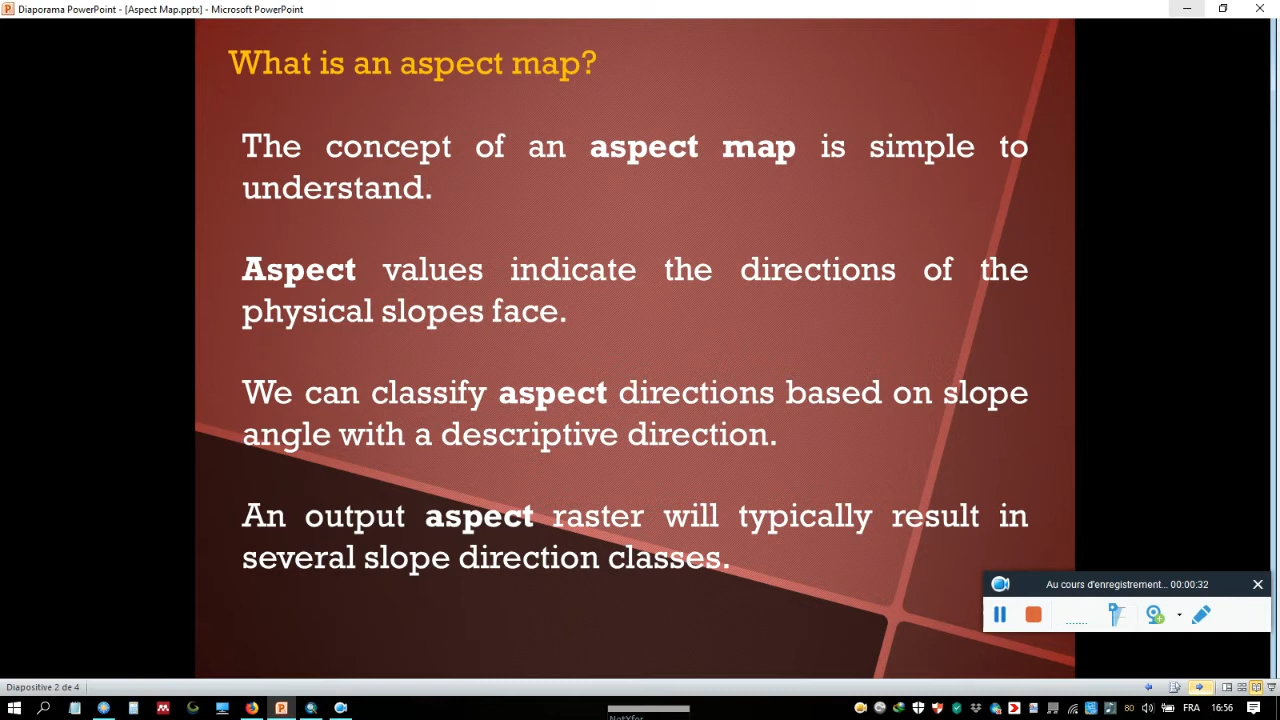 Diaporama PowerPoint - [Aspect Map.pptx] - Microsoft PowerPoint
What is an aspect map?
The concept of an aspect map is simple to
understand.
Aspect values indicate the directions of the
physical slopes face.
We can classify aspect directions based on slope
angle with a descriptive direction.
An output aspect raster will typically result in
several slope direction classes.
Au cours d'enregistrement... 00:00:32
Diapositive 2 de 4
80
FRA
16:56